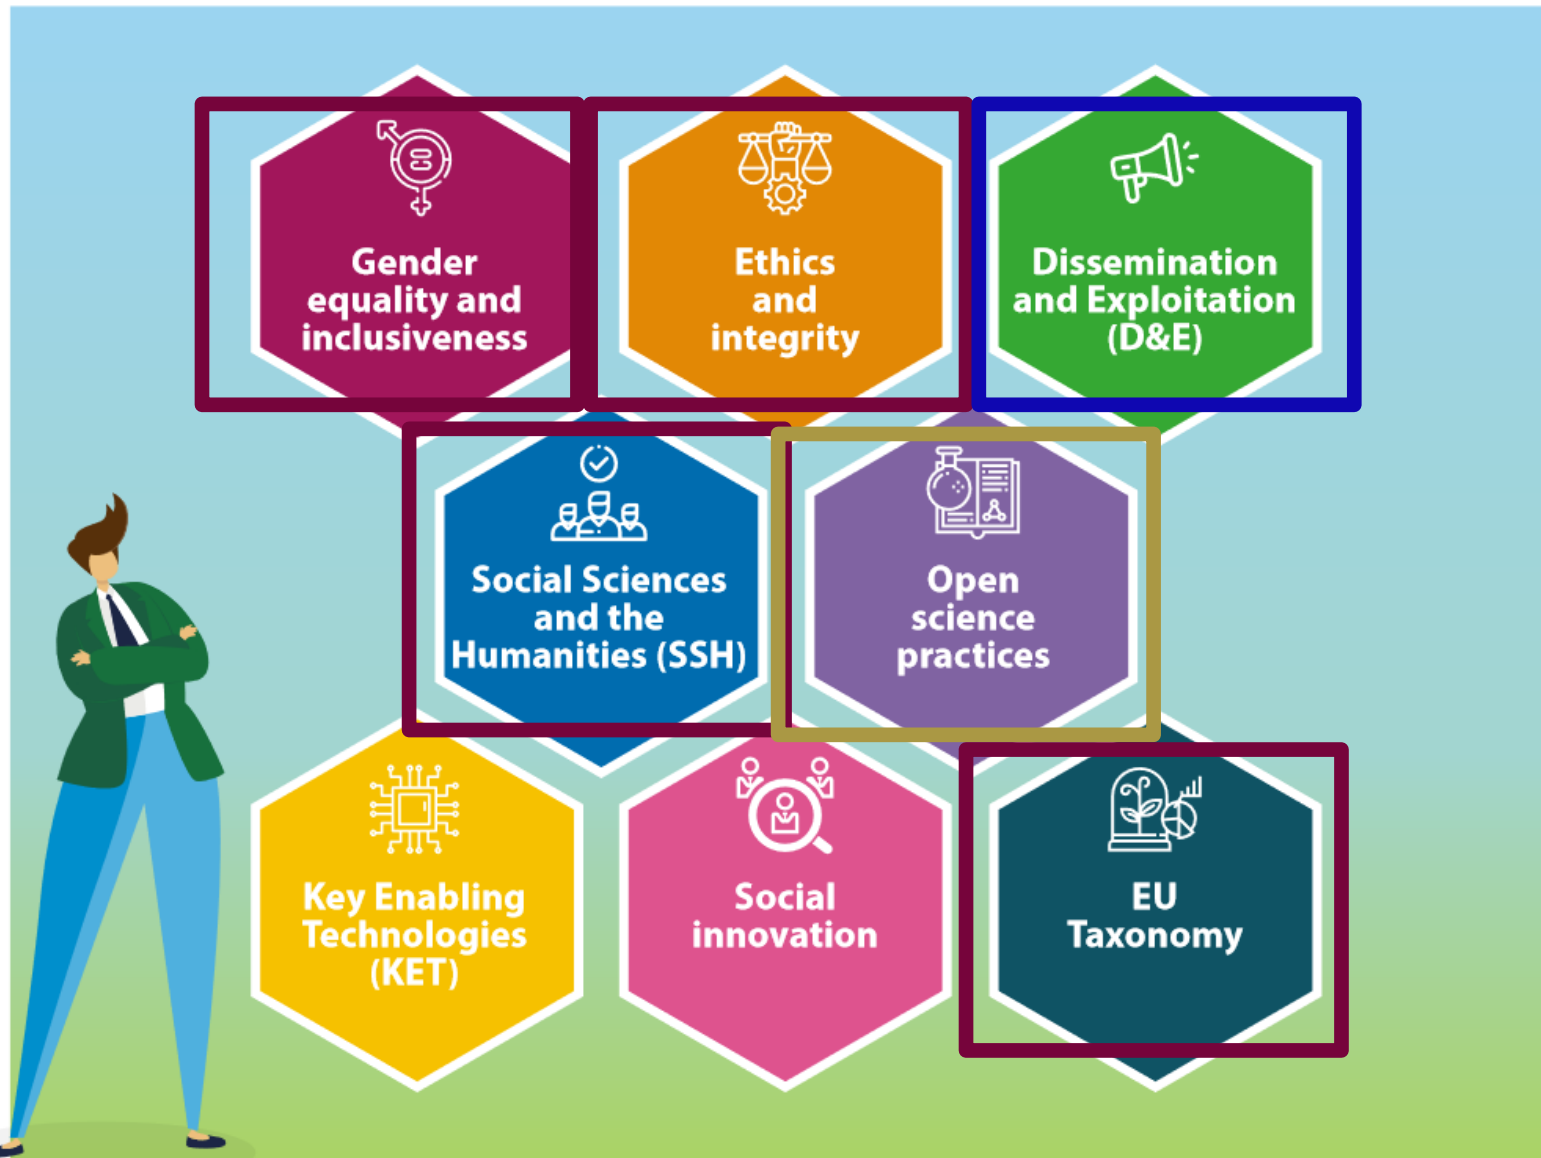 Gender
equality and
inclusiveness
Ethics
and
integrity
Dissemination
and Exploitation
(D&E)
Social Sciences
and the
Humanities (SSH)
Open
science
practices
Key Enabling
Technologies
(KET)
Social
innovation
EU
Taxonomy